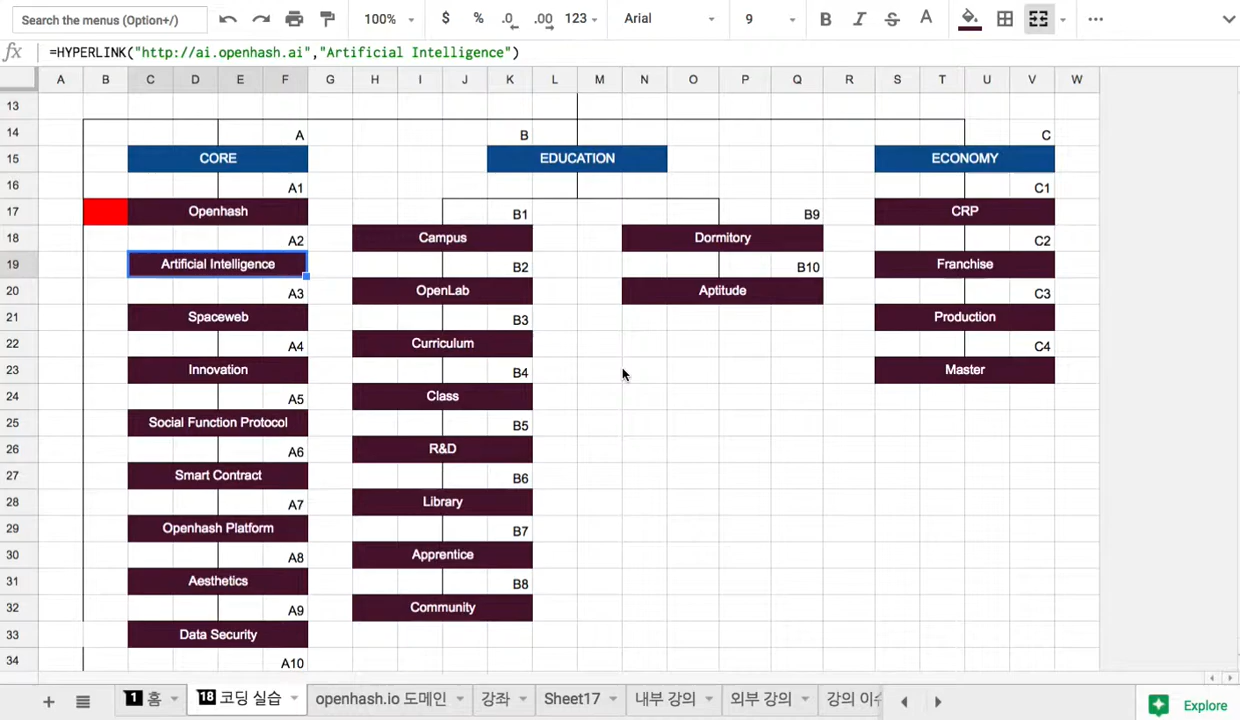 Search the menus (Option+/)
100%
$ % .0 .00 123
Arial
9
B I S A
fx =HYPERLINK("http://ai.openhash.ai","Artificial Intelligence")
A B C D E F G H I J K L M N O P Q R S T U V W
13
14 A B C
15 CORE EDUCATION ECONOMY
16 A1 C1
17 Openhash B1 B9 CRP
18 A2 Campus Dormitory C2
19 Artificial Intelligence B2 B10 Franchise
20 A3 OpenLab Aptitude C3
21 Spaceweb B3 Production
22 A4 Curriculum C4
23 Innovation B4 Master
24 A5 Class
25 Social Function Protocol B5
26 A6 R&D
27 Smart Contract B6
28 A7 Library
29 Openhash Platform B7
30 A8 Apprentice
31 Aesthetics B8
32 A9 Community
33 Data Security
34 A10
1 홈
18 코딩 실습
openhash.io 도메인
강좌
Sheet17
내부 강의
외부 강의
강의 이슈
Explore